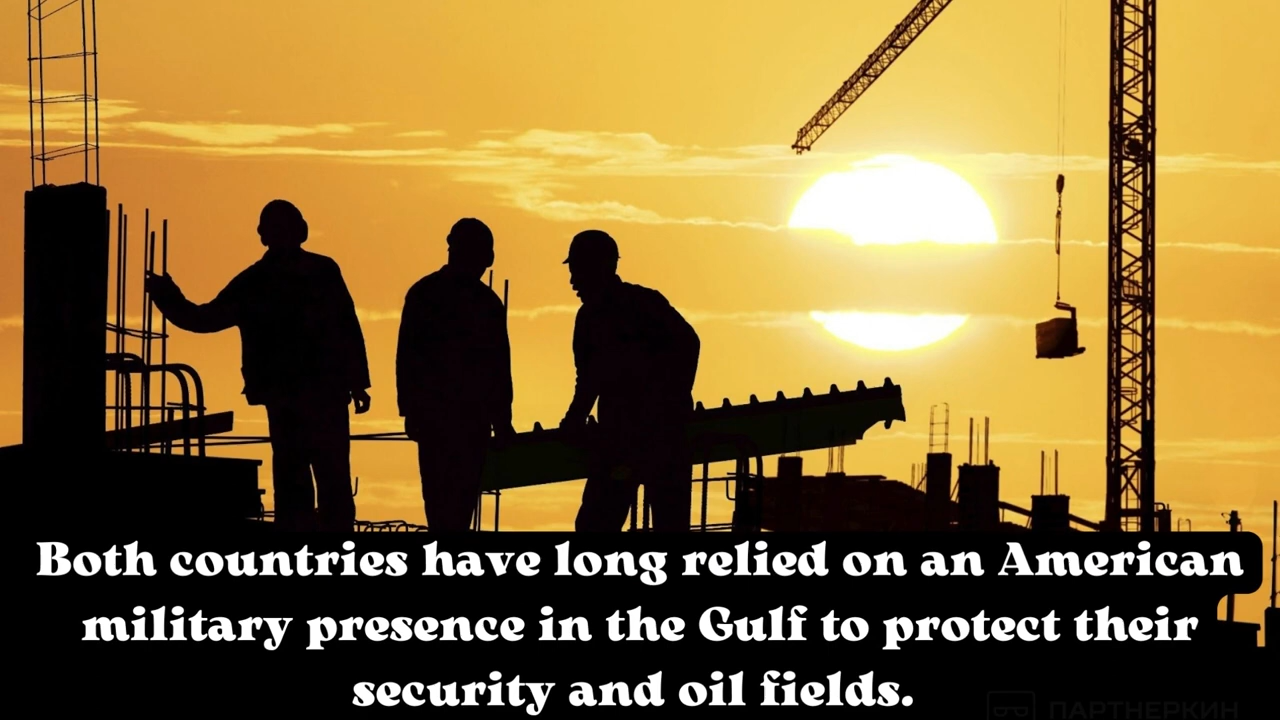 Both countries have long relied on an American
military presence in the Gulf to protect their
security and oil fields.
ПАРТНЕРКИН